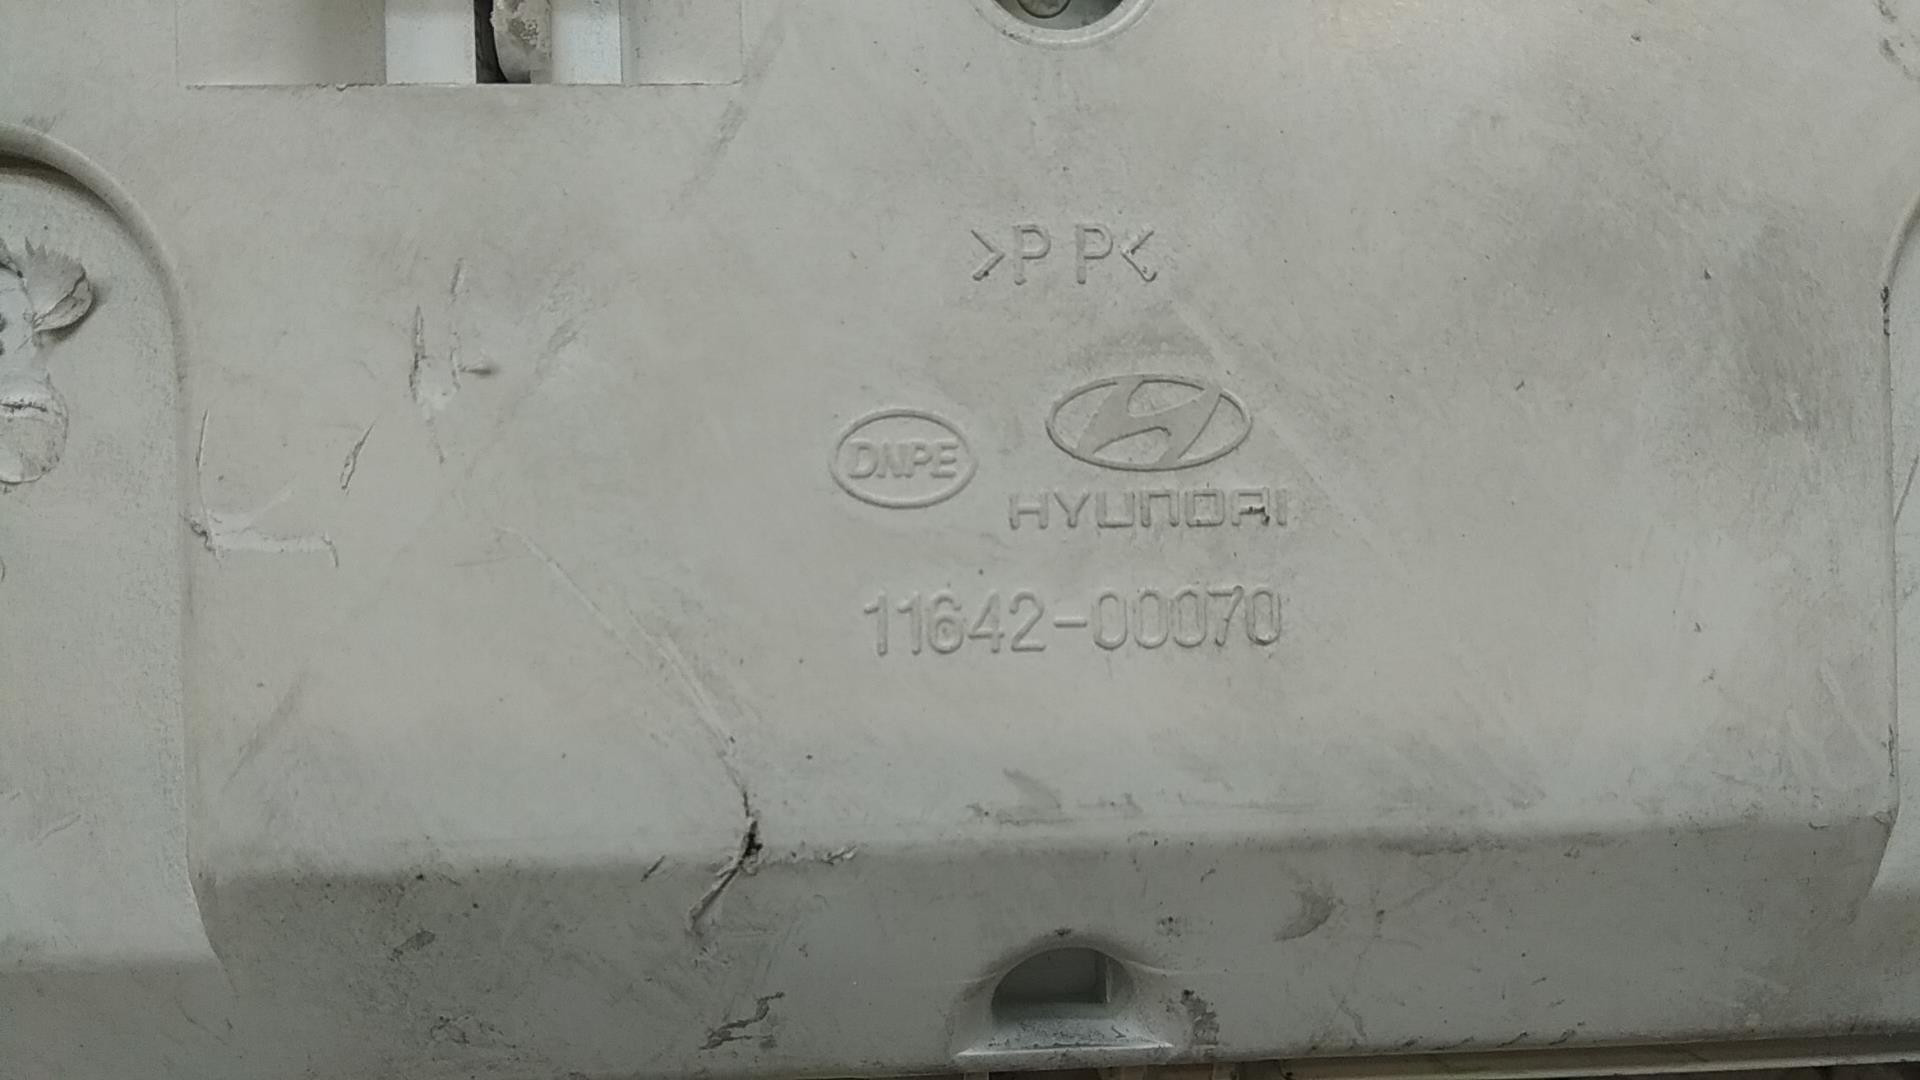 >PP<
DNPE
HYUNDAI
11642-00070